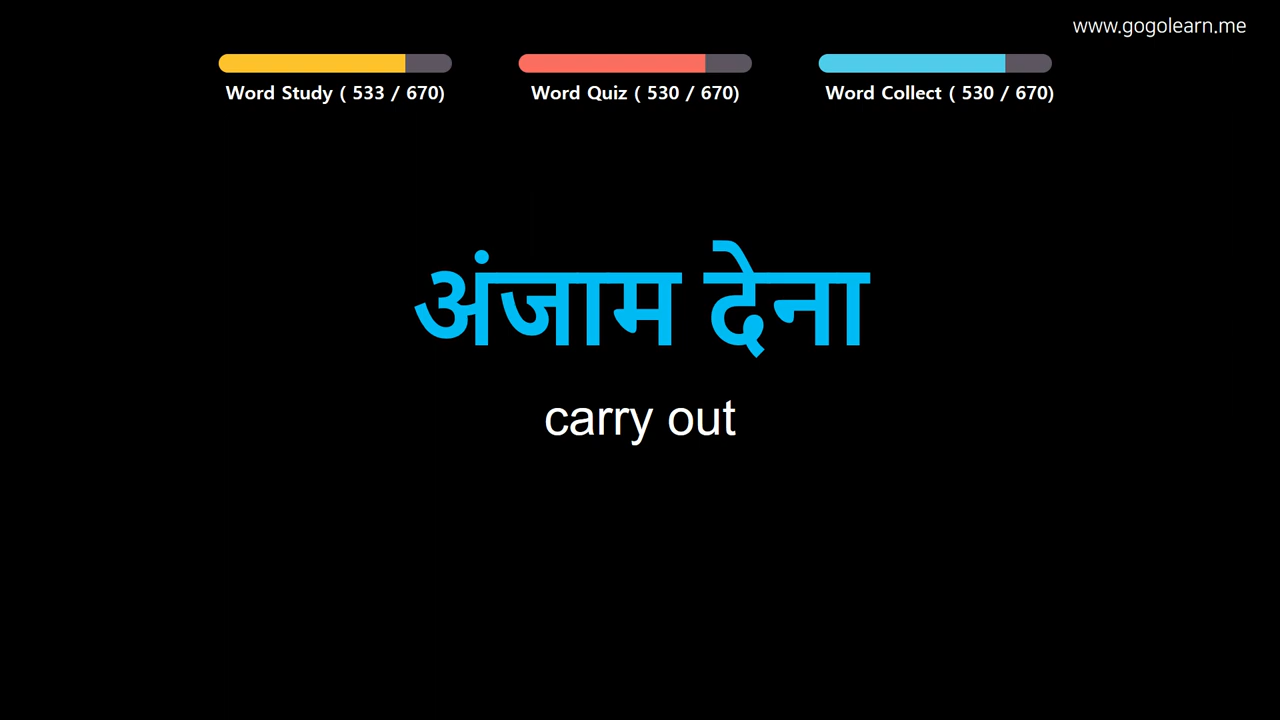 www.gogolearn.me
Word Study ( 533 / 670)
Word Quiz ( 530 / 670)
Word Collect ( 530 / 670)
अंजाम देना
carry out